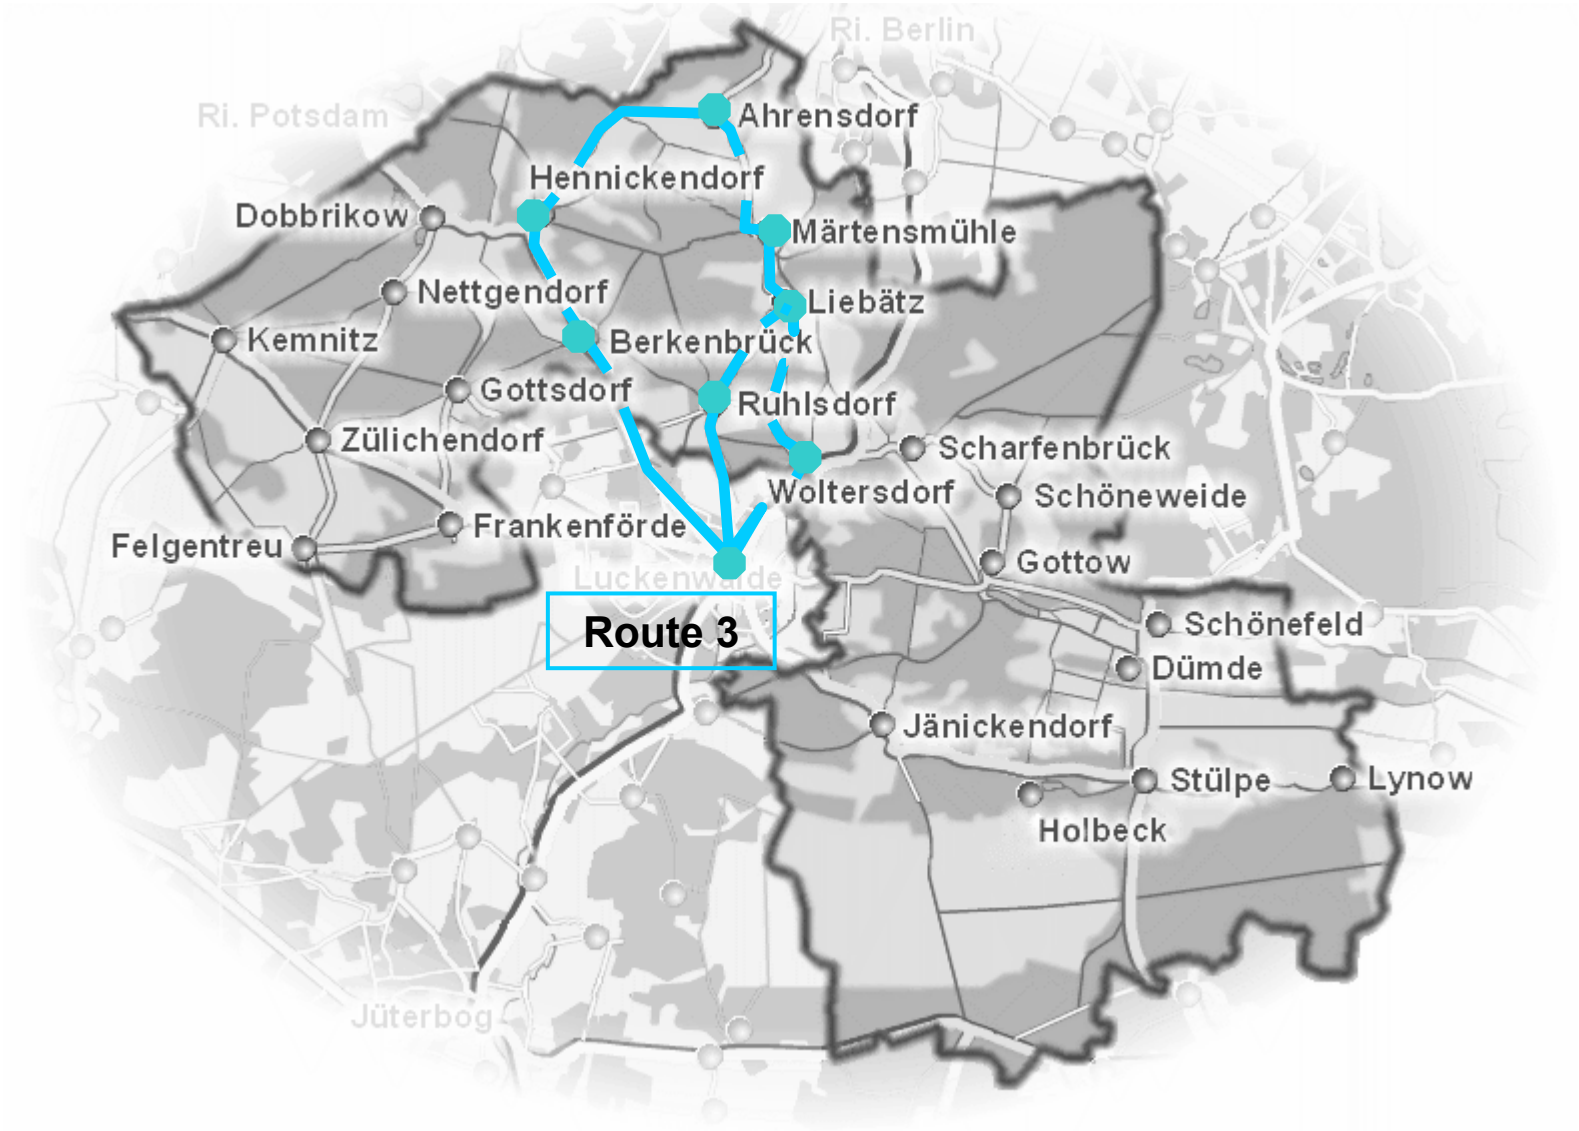 Ri. Berlin
Ri. Potsdam
Ahrensdorf
Hennickendorf
Dobbrikow
Märtensmühle
Nettgendorf
Liebätz
Kemnitz
Berkenbrück
Gottsdorf
Ruhlsdorf
Zülichendorf
Scharfenbrück
Woltersdorf
Schöneweide
Frankenförde
Felgentreu
Gottow
Luckenwalde
Route 3
Schönefeld
Dümde
Jänickendorf
Stülpe
Lynow
Holbeck
Jüterbog